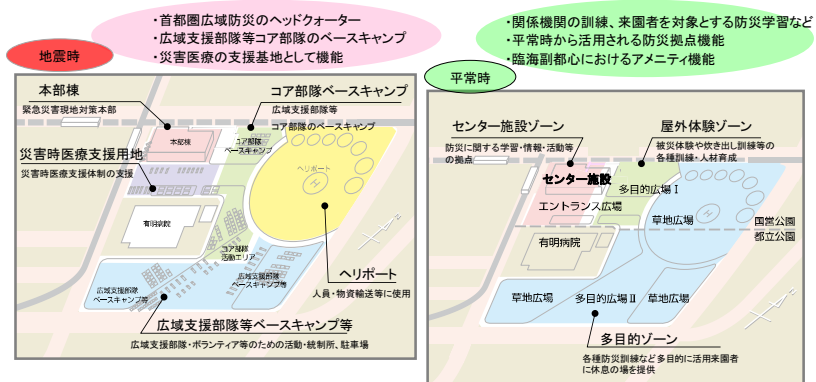 ・首都圏広域防災のヘッドクォーター
・広域支援部隊等コア部隊のベースキャンプ
・災害医療の支援基地として機能
地震時
本部棟
緊急災害現地対策本部
コア部隊ベースキャンプ
広域支援部隊等
コア部隊のベースキャンプ
本部棟
コア部隊
ベースキャンプ
災害時医療支援用地
災害時医療支援体制の支援
ヘリポート
H
有明病院
コア部隊
活動エリア
広域支援部隊
ベースキャンプ等
広域支援部隊
ベースキャンプ等
ヘリポート
人員・物資輸送等に使用
広域支援部隊等ベースキャンプ等
広域支援部隊・ボランティア等のための活動・統制所、駐車場
・関係機関の訓練、来園者を対象とする防災学習など
・平常時から活用される防災拠点機能
・臨海副都心におけるアメニティ機能
平常時
センター施設ゾーン
防災に関する学習・情報・活動等
の拠点
屋外体験ゾーン
被災体験や炊き出し訓練等の
各種訓練・人材育成
センター施設
多目的広場Ⅰ
エントランス広場
草地広場
H
国営公園
都立公園
有明病院
草地広場
多目的広場Ⅱ
草地広場
多目的ゾーン
各種防災訓練など多目的に活用来園者
に休息の場を提供